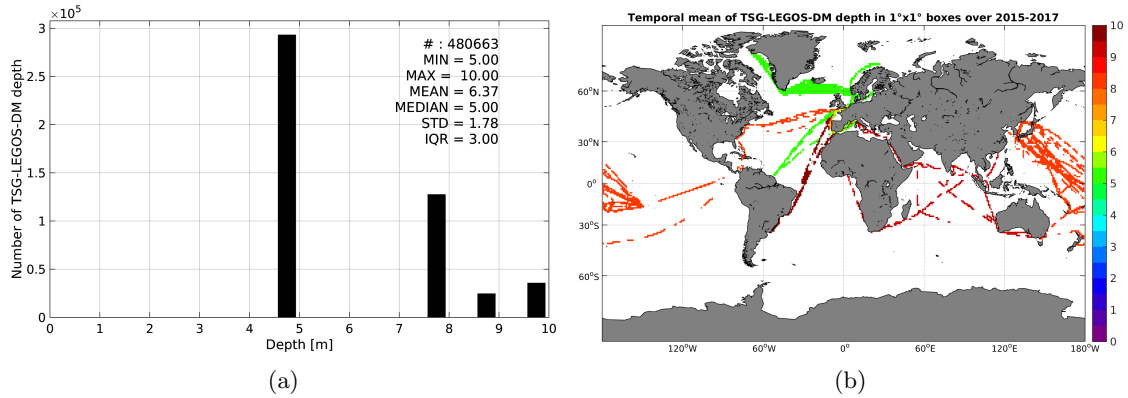 ×10⁵
3
2.5
2
1.5
1
0.5
0
Number of TSG-LEGOS-DM depth
# : 480663
MIN = 5.00
MAX = 10.00
MEAN = 6.37
MEDIAN = 5.00
STD = 1.78
IQR = 3.00
0 1 2 3 4 5 6 7 8 9 10
Depth [m]
(a)
Temporal mean of TSG-LEGOS-DM depth in 1°x1° boxes over 2015-2017
60°N
30°N
0°
30°S
60°S
120°W 60°W 0° 60°E 120°E 180°W
10
9
8
7
6
5
4
3
2
1
0
(b)